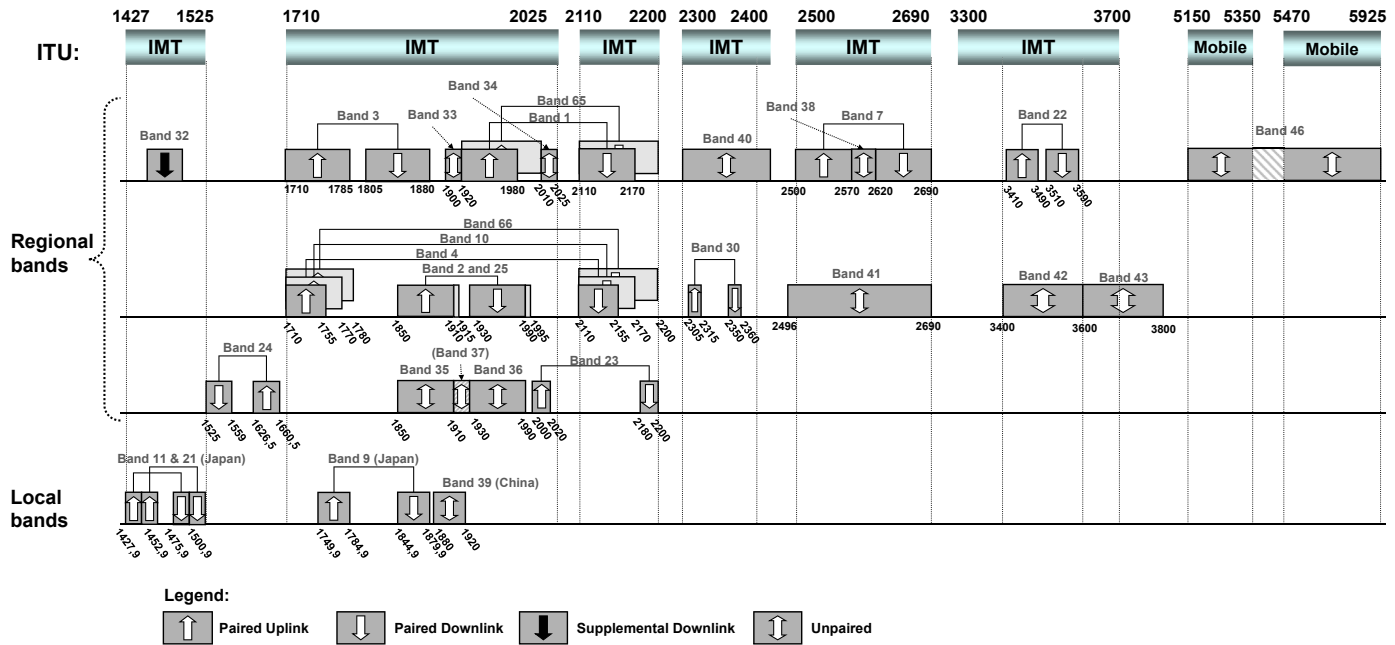 1427 1525 1710 2025 2110 2200 2300 2400 2500 2690 3300 3700 5150 5350 5470 5925
ITU: IMT IMT IMT IMT IMT IMT Mobile Mobile
Band 34
Band 65
Band 38
Band 32 Band 3 Band 33 Band 1 Band 40 Band 7 Band 22 Band 46
1710 1785 1805 1880 1900 1920 1980 2010 2025 2110 2170 2500 2570 2620 2690 3410 3490 3510 3590
Regional
bands
Band 66
Band 10
Band 4
Band 2 and 25
Band 30
Band 41 Band 42 Band 43
1710 1755 1770 1780 1850 1910 1915 1930 1990 1995 2110 2155 2170 2200 2305 2315 2350 2360 2496 2690 3400 3600 3800
Band 24 (Band 37) Band 23
Band 35 Band 36
1525 1559 1626,5 1660,5 1850 1910 1930 1990 2000 2020 2180 2200
Band 11 & 21 (Japan) Band 9 (Japan)
Band 39 (China)
Local
bands
1427,9 1452,9 1475,9 1500,9 1749,9 1784,9 1844,9 1879,9 1880 1920
Legend:
Paired Uplink Paired Downlink Supplemental Downlink Unpaired